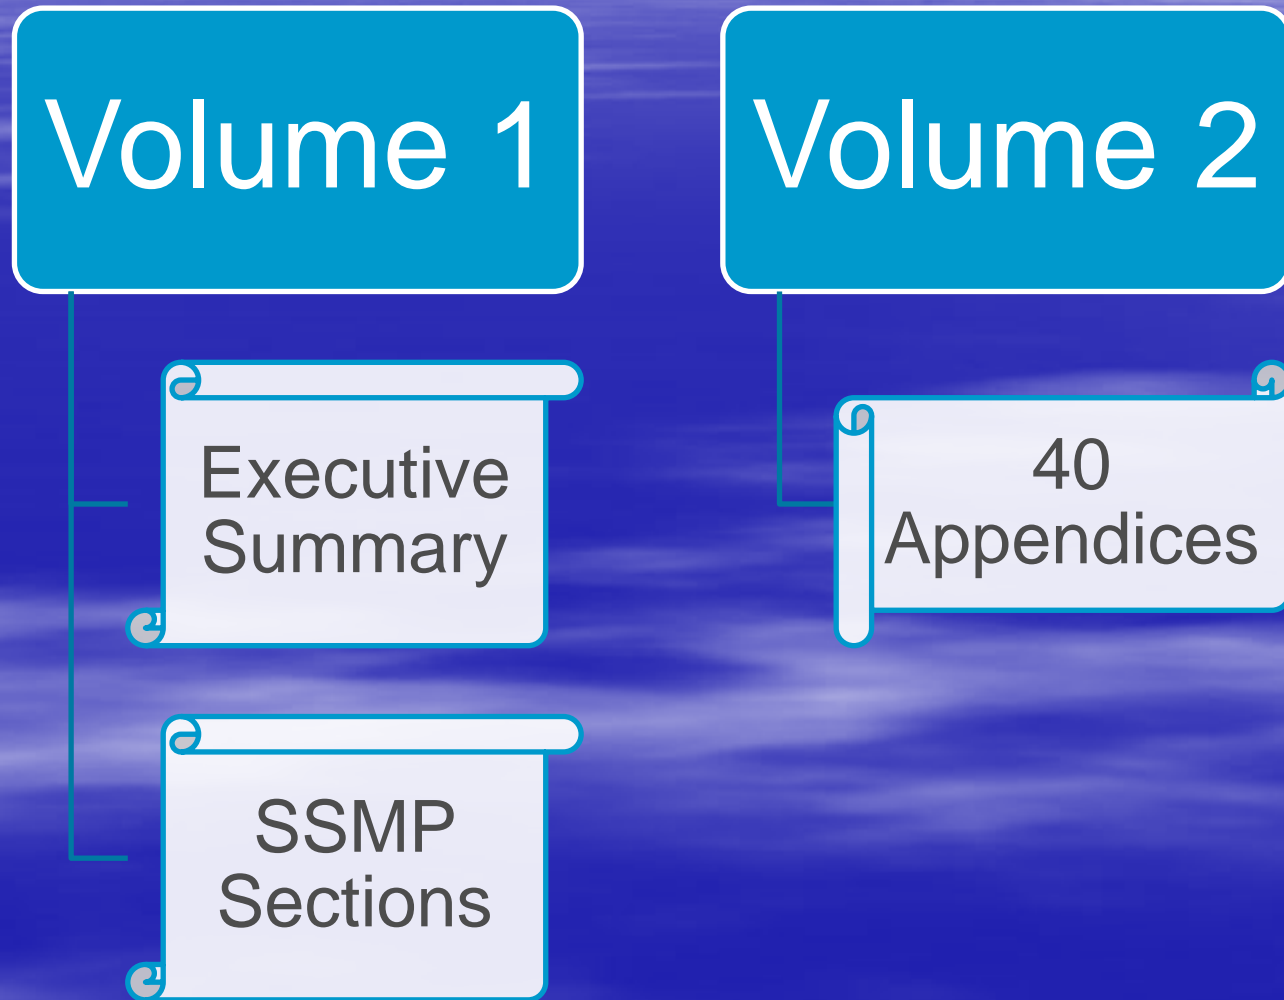 Volume 1
Executive
Summary
SSMP
Sections
Volume 2
40
Appendices